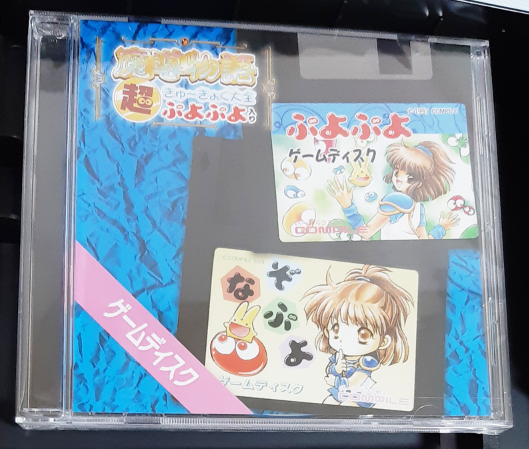 魔導物語
きゅーきょく大全
超ぷよぷよ
ぷよぷよ
ゲームディスク
COMPILE
なぞ
ぷよ
ゲームディスク
COMPILE
ゲームディスク